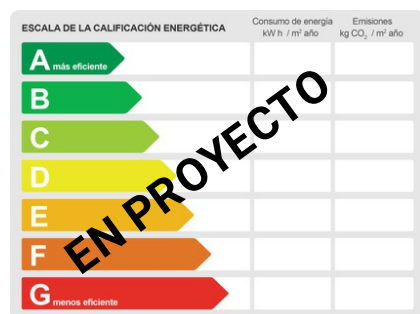 ESCALA DE LA CALIFICACIÓN ENERGÉTICA
Consumo de energía
kW h / m² año
Emisiones
kg CO₂ / m² año
A más eficiente
B
C
D
E
F
G menos eficiente
EN PROYECTO